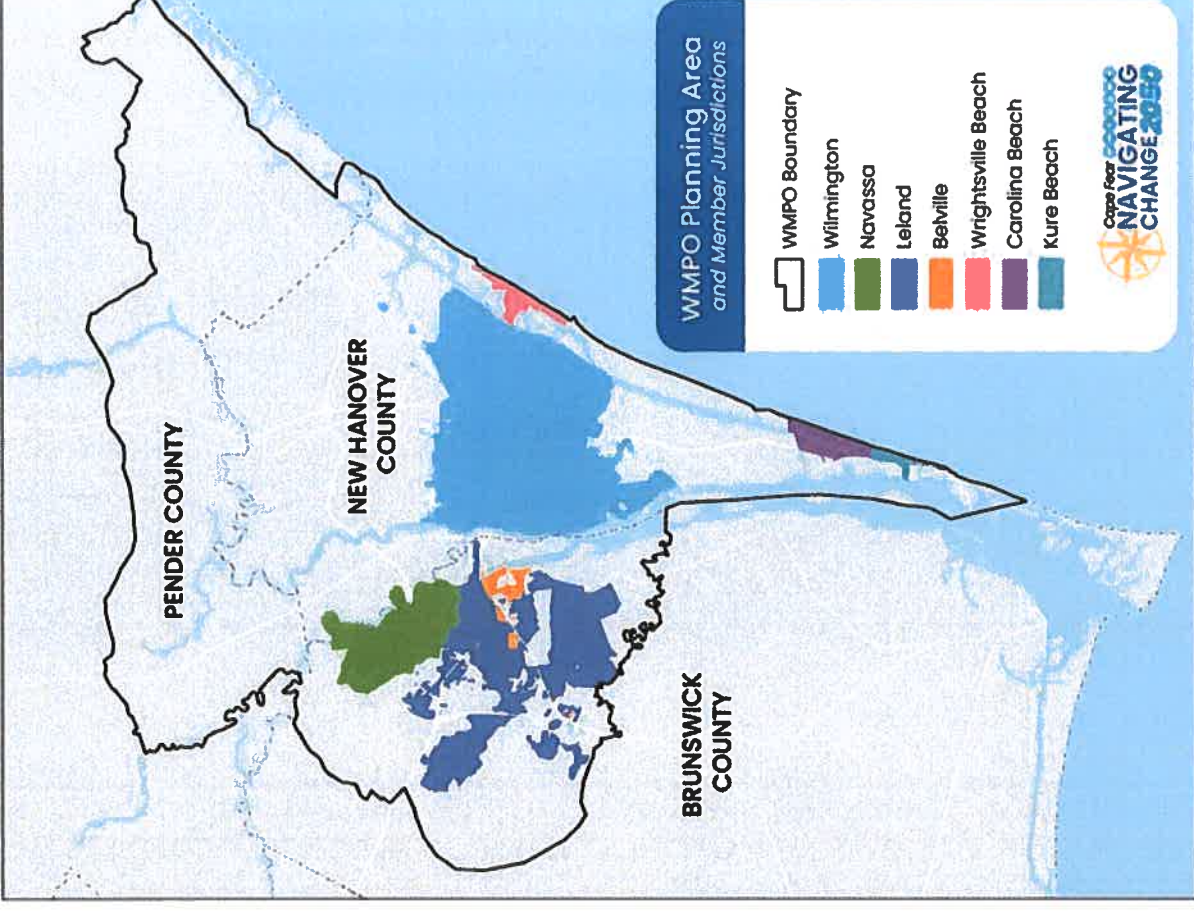 PENDER COUNTY
NEW HANOVER
COUNTY
BRUNSWICK
COUNTY
WMPO Planning Area
and Member Jurisdictions
WMPO Boundary
Wilmington
Navassa
Leland
Belville
Wrightsville Beach
Carolina Beach
Kure Beach
Cape Fear
NAVIGATING
CHANGE 2050